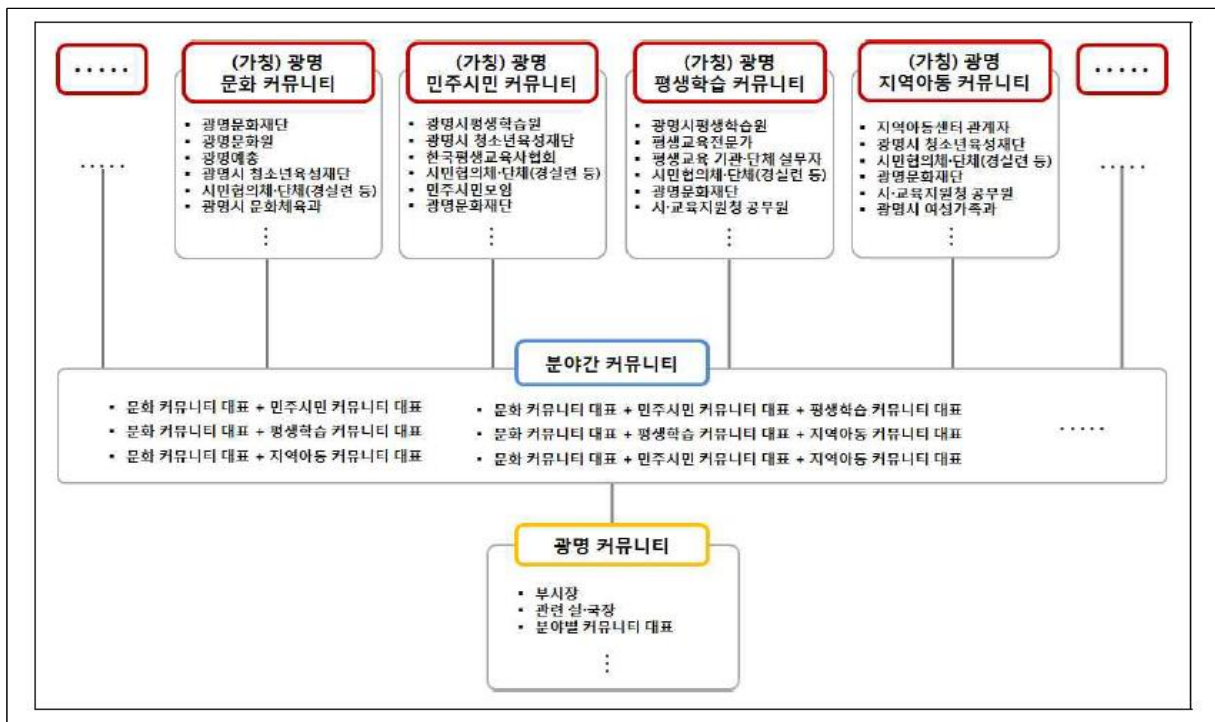 ·····
(가칭) 광명
문화 커뮤니티
▪ 광명문화재단
▪ 광명문화원
▪ 광명예총
▪ 광명시 청소년육성재단
▪ 시민협의체·단체(경실련 등)
▪ 광명시 문화체육과
⋮
(가칭) 광명
민주시민 커뮤니티
▪ 광명시평생학습원
▪ 광명시 청소년육성재단
▪ 한국평생교육사협회
▪ 시민협의체·단체(경실련 등)
▪ 민주시민모임
▪ 광명문화재단
⋮
(가칭) 광명
평생학습 커뮤니티
▪ 광명시평생학습원
▪ 평생교육전문가
▪ 평생교육 기관·단체 실무자
▪ 시민협의체·단체(경실련 등)
▪ 광명문화재단
▪ 시·교육지원청 공무원
⋮
(가칭) 광명
지역아동 커뮤니티
▪ 지역아동센터 관계자
▪ 광명시 청소년육성재단
▪ 시민협의체·단체(경실련 등)
▪ 광명문화재단
▪ 시·교육지원청 공무원
▪ 광명시 여성가족과
⋮
·····
·····
·····
분야간 커뮤니티
▪ 문화 커뮤니티 대표 + 민주시민 커뮤니티 대표
▪ 문화 커뮤니티 대표 + 평생학습 커뮤니티 대표
▪ 문화 커뮤니티 대표 + 지역아동 커뮤니티 대표
▪ 문화 커뮤니티 대표 + 민주시민 커뮤니티 대표 + 평생학습 커뮤니티 대표
▪ 문화 커뮤니티 대표 + 평생학습 커뮤니티 대표 + 지역아동 커뮤니티 대표
▪ 문화 커뮤니티 대표 + 민주시민 커뮤니티 대표 + 지역아동 커뮤니티 대표
·····
광명 커뮤니티
▪ 부시장
▪ 관련 실·국장
▪ 분야별 커뮤니티 대표
⋮